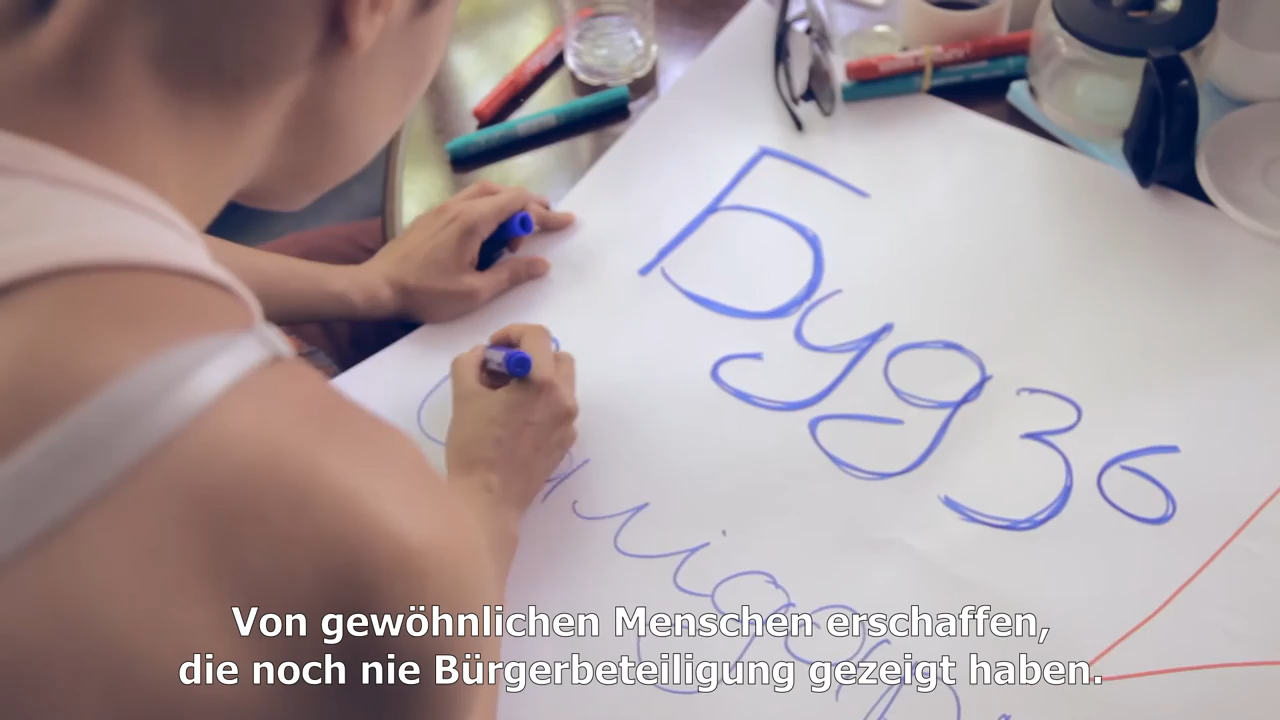 Будзь
Von gewöhnlichen Menschen erschaffen,
die noch nie Bürgerbeteiligung gezeigt haben.